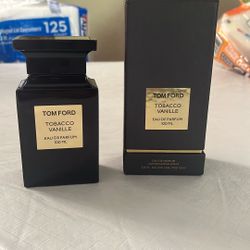 125
TOM FORD
TOBACCO
VANILLE
EAU DE PARFUM
100 ML
TOM FORD
TOBACCO
VANILLE
EAU DE PARFUM
100 ML